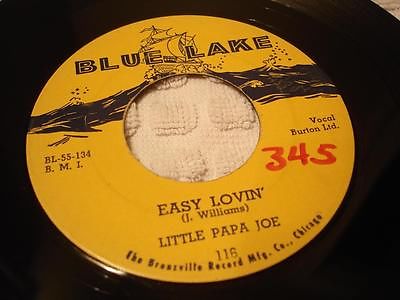 BLUE LAKE
BL-55-134
B. M. I.
Vocal
Burton Ltd.
345
EASY LOVIN'
(J. Williams)
LITTLE PAPA JOE
116
The Bronzville Record Mfg. Co., Chicago